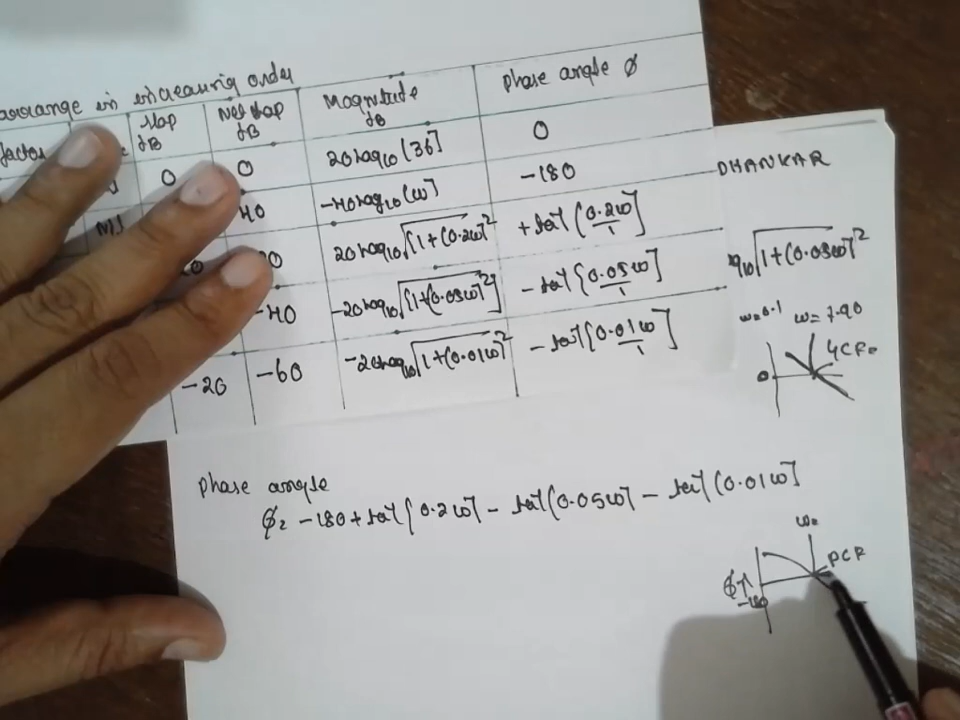 arrange in increasing order
factor
slop dB
Net slop dB
Magnitude dB
phase angle ϕ
0
0
20log10 [36]
0
40
-40log10 [ω]
-180
20log10 √[1+(0.2ω]²
+tan⁻¹ [0.2ω/1]
-40
-20log10 √[1+(0.05ω]²]
-tan⁻¹ [0.05ω/1]
-20
-60
-20log10 √[1+(0.01ω]²
-tan⁻¹ [0.01ω/1]
DHANKAR
g10 √1+(0.05ω]²
ω=0.1 ω=7.90
0
phase angle
ϕ= -180+tan⁻¹[0.2ω] - tan⁻¹(0.05ω] - tan⁻¹(0.01ω]
ω=
PCF
ϕ↑
-180